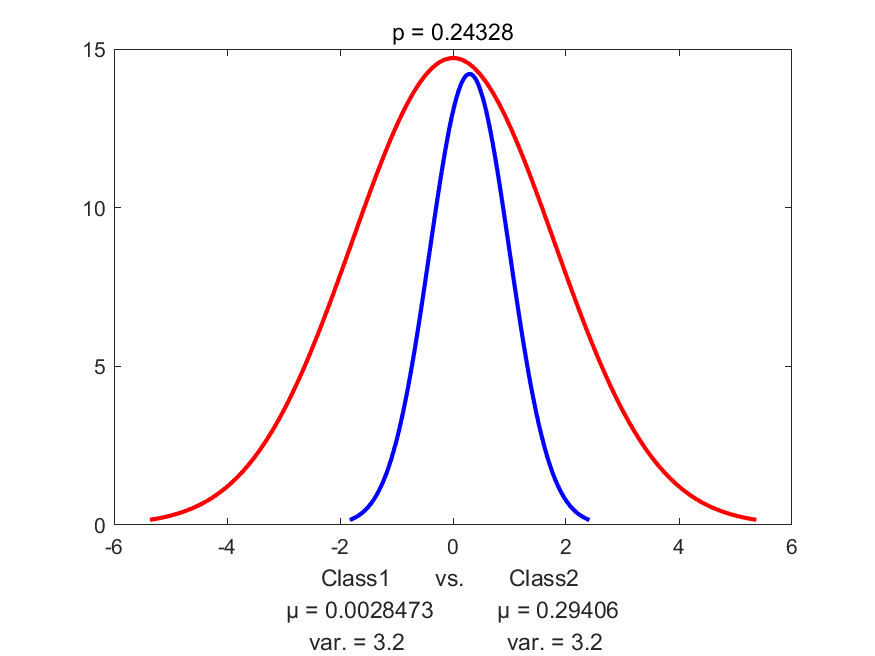 p = 0.24328
15
10
5
0
-6 -4 -2 0 2 4 6
Class1 vs. Class2
μ = 0.0028473 μ = 0.29406
var. = 3.2 var. = 3.2